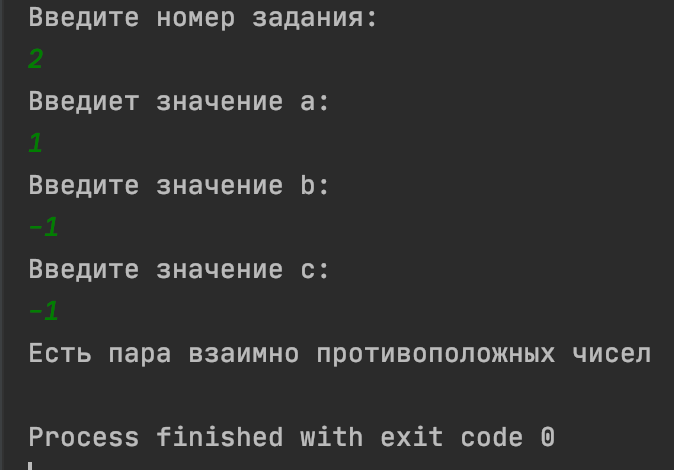 Введите номер задания:
2
Введиет значение a:
1
Введите значение b:
-1
Введите значение c:
-1
Есть пара взаимно противоположных чисел
Process finished with exit code 0